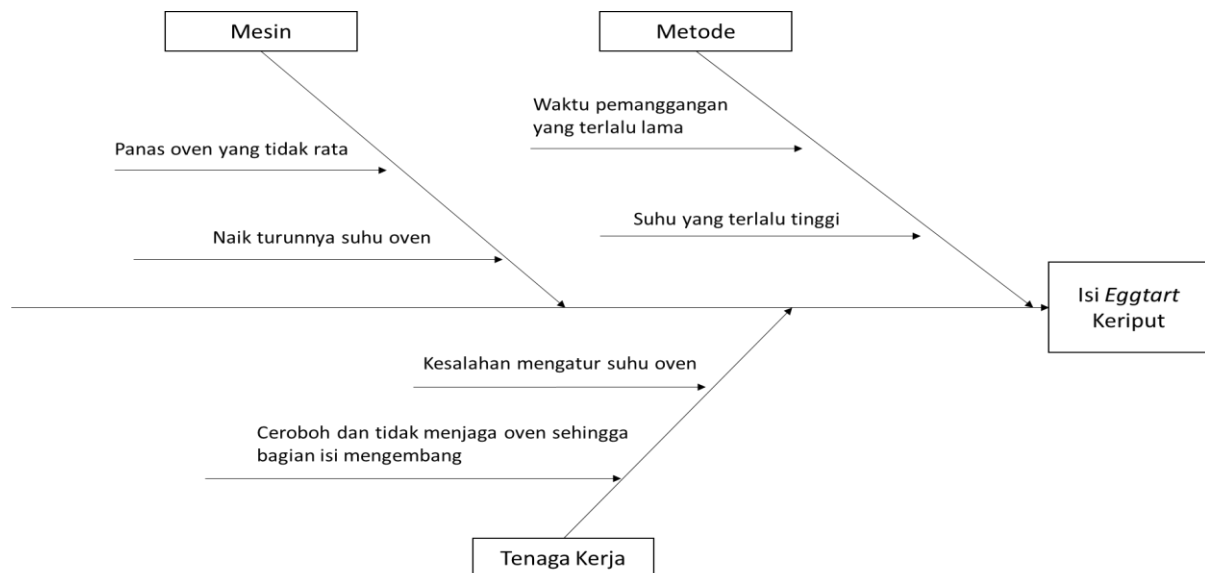 Mesin
Metode
Waktu pemanggangan
yang terlalu lama
Panas oven yang tidak rata
Suhu yang terlalu tinggi
Naik turunnya suhu oven
Isi Eggtart
Keriput
Kesalahan mengatur suhu oven
Ceroboh dan tidak menjaga oven sehingga
bagian isi mengembang
Tenaga Kerja